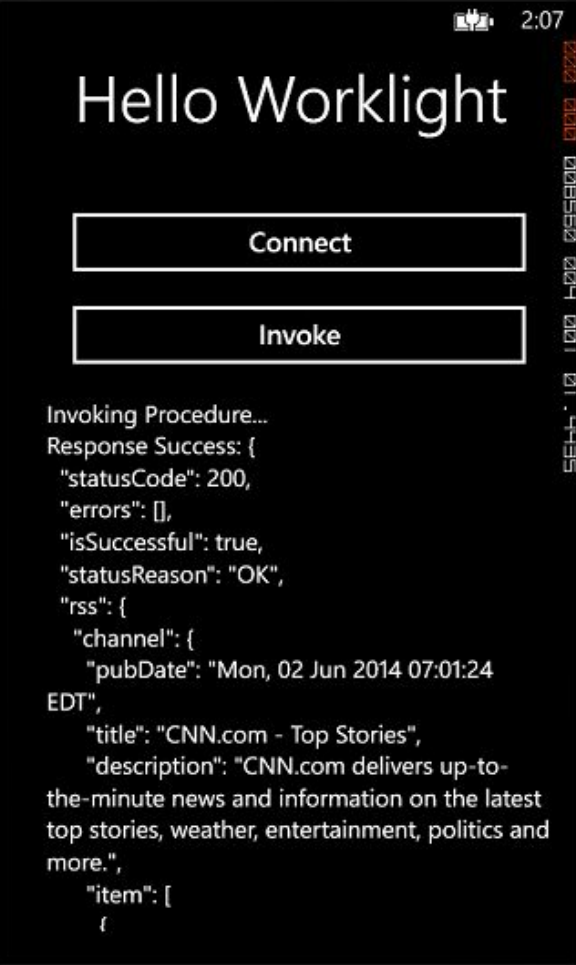 2:07
Hello Worklight
Connect
Invoke
Invoking Procedure...
Response Success: {
"statusCode": 200,
"errors": [],
"isSuccessful": true,
"statusReason": "OK",
"rss": {
"channel": {
"pubDate": "Mon, 02 Jun 2014 07:01:24
EDT",
"title": "CNN.com - Top Stories",
"description": "CNN.com delivers up-to-
the-minute news and information on the latest
top stories, weather, entertainment, politics and
more.",
"item": [
{